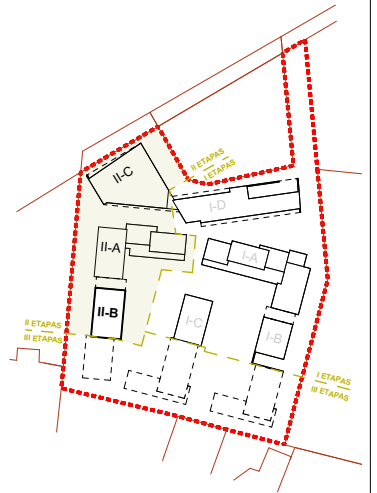 II ETAPAS
I ETAPAS
II-C
I-D
II-A
I-A
II-B
I-C
II ETAPAS
III ETAPAS
I-B
I ETAPAS
III ETAPAS